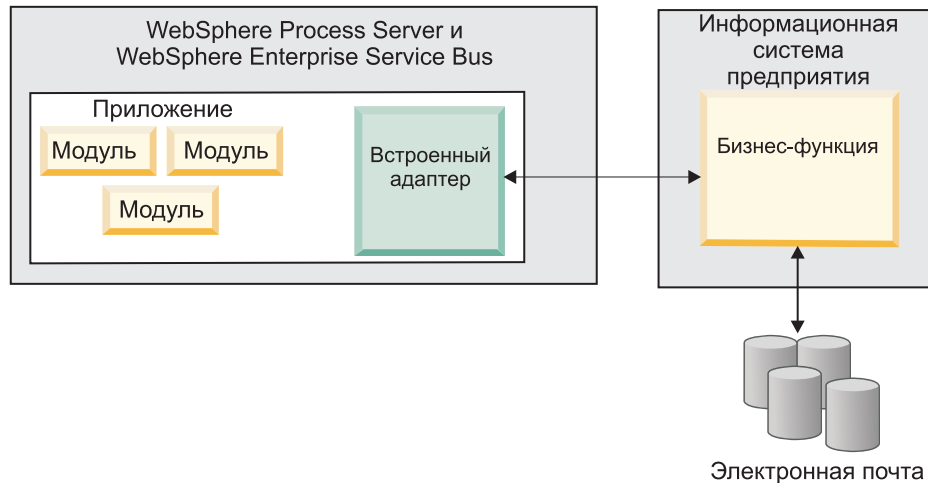 WebSphere Process Server и
WebSphere Enterprise Service Bus
Приложение
Модуль
Модуль
Модуль
Встроенный
адаптер
Информационная
система
предприятия
Бизнес-функция
Электронная почта